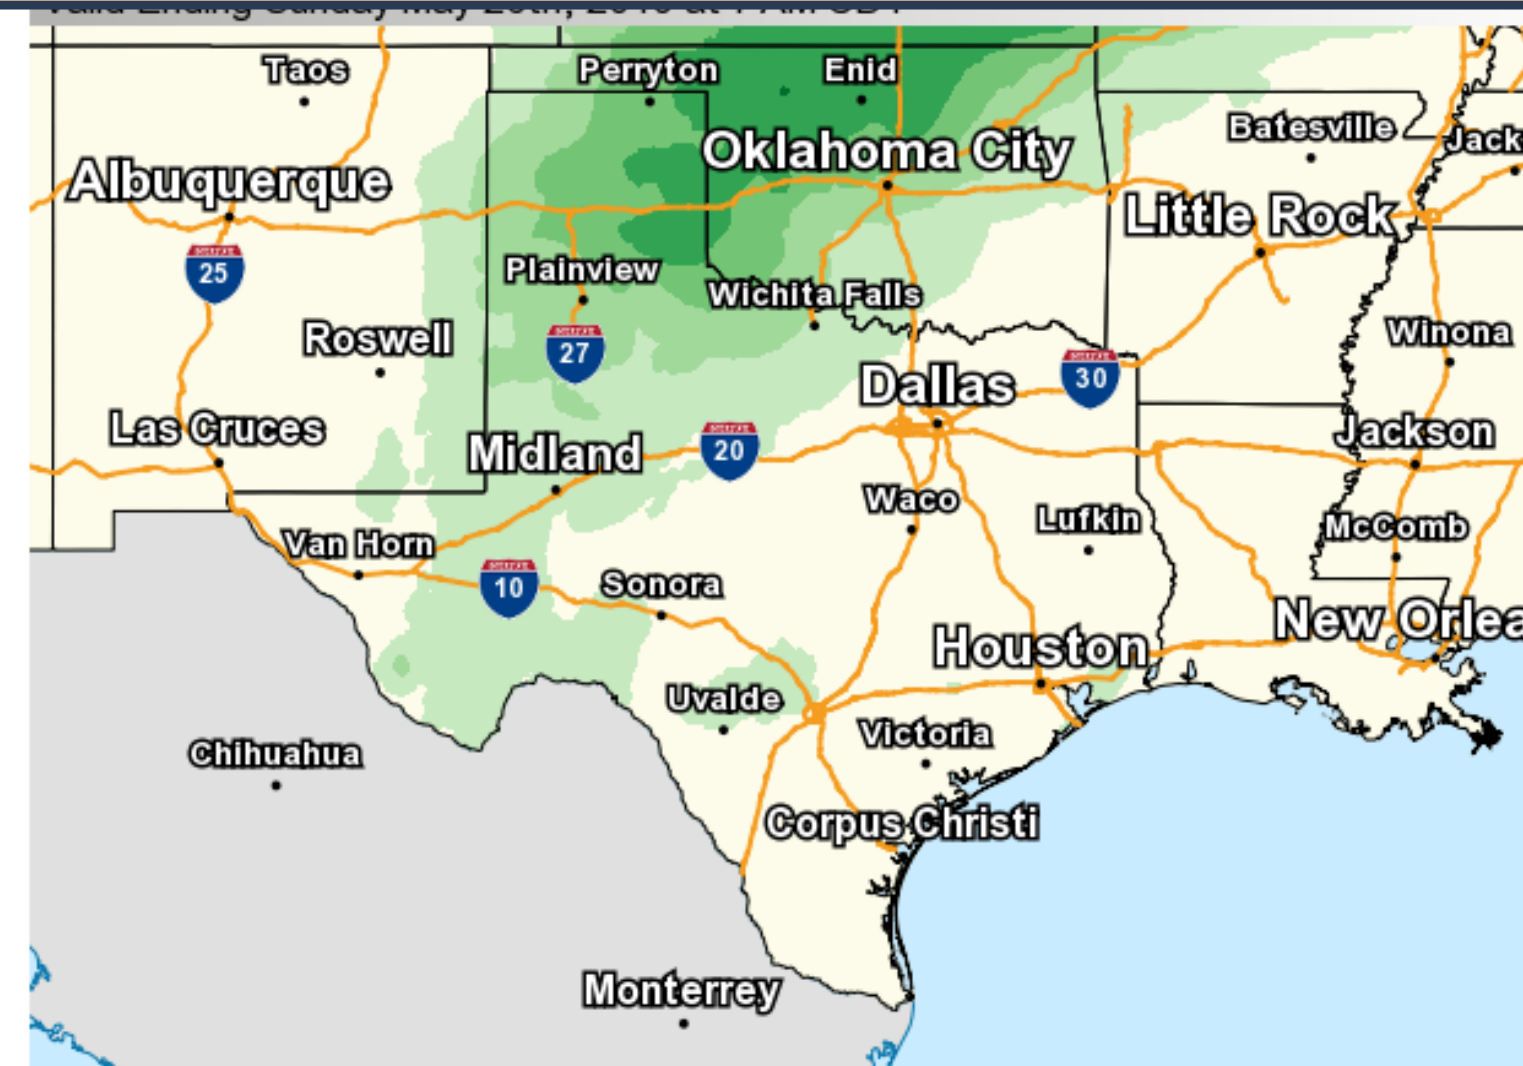 Taos
Perryton
Enid
Batesville
Jack
Oklahoma City
Albuquerque
Little Rock
25
Plainview
Wichita Falls
Roswell
27
Winona
30
Dallas
Las Cruces
Midland
20
Jackson
Waco
Lufkin
McComb
Van Horn
10
Sonora
New Orlea
Houston
Uvalde
Victoria
Chihuahua
Corpus Christi
Monterrey